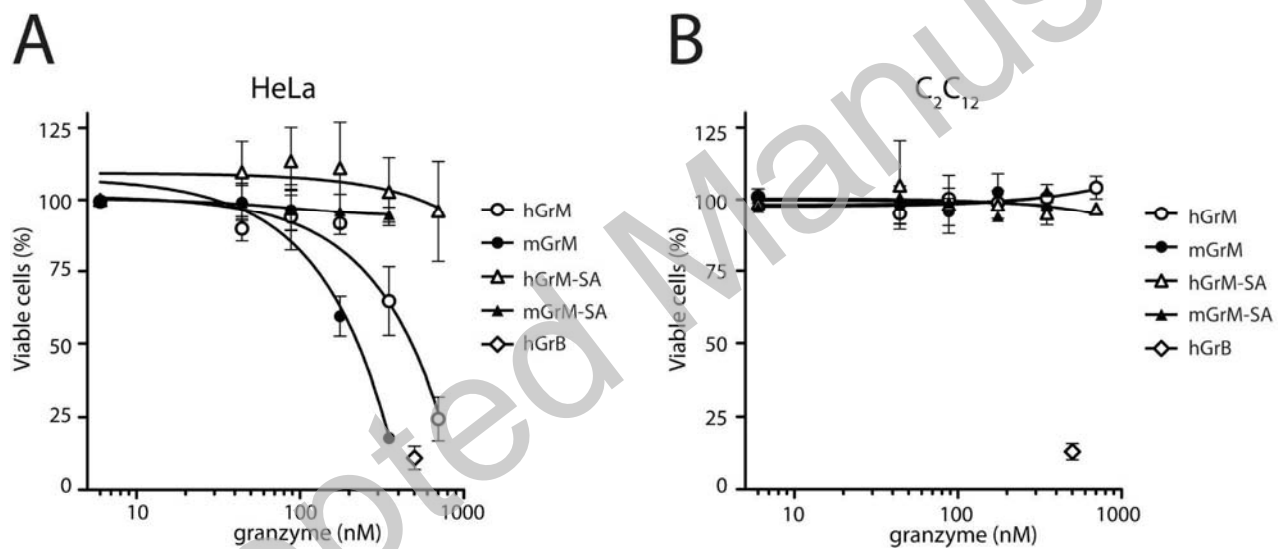 A
HeLa
125
100
75
50
25
0
Viable cells (%)
10
100
1000
granzyme (nM)
hGrM
mGrM
hGrM-SA
mGrM-SA
hGrB
B
C₂C₁₂
125
100
75
50
25
0
Viable cells (%)
10
100
1000
granzyme (nM)
hGrM
mGrM
hGrM-SA
mGrM-SA
hGrB
pted Manus